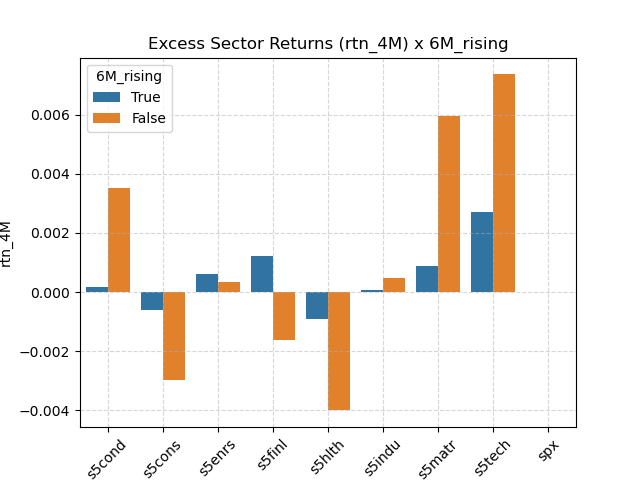 Excess Sector Returns (rtn_4M) x 6M_rising
6M_rising
True
False
0.006
0.004
0.002
0.000
−0.002
−0.004
rtn_4M
s5cond
s5cons
s5enrs
s5finl
s5hlth
s5indu
s5matr
s5tech
spx